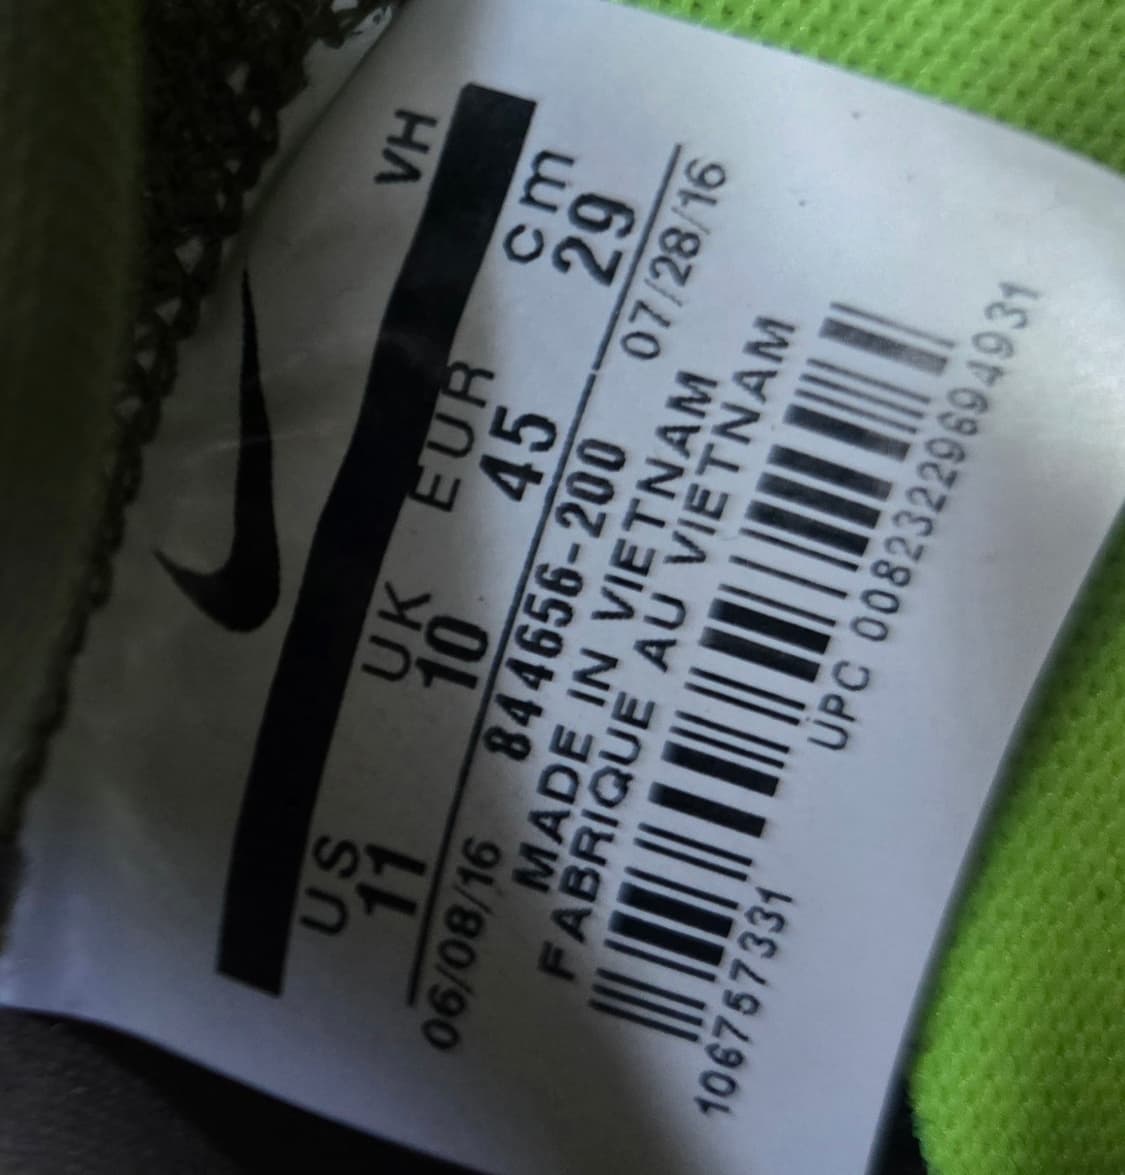 VH
US UK EUR cm
11 10 45 29
06/08/16 844656-200 07/28/16
MADE IN VIETNAM
FABRIQUE AU VIETNAM
106757331 UPC 00823229694931